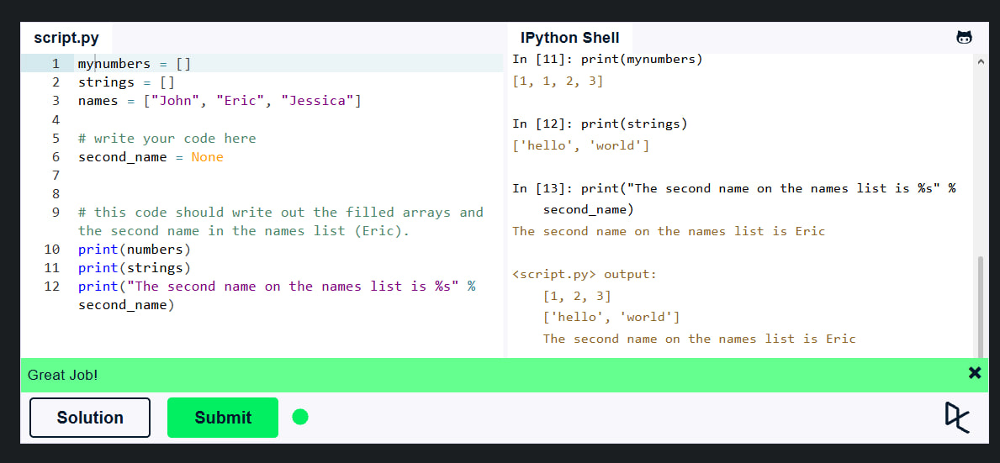 script.py
1 mynumbers = []
2 strings = []
3 names = ["John", "Eric", "Jessica"]
4
5 # write your code here
6 second_name = None
7
8
9 # this code should write out the filled arrays and
the second name in the names list (Eric).
10 print(numbers)
11 print(strings)
12 print("The second name on the names list is %s" %
second_name)
IPython Shell
In [11]: print(mynumbers)
[1, 1, 2, 3]
In [12]: print(strings)
['hello', 'world']
In [13]: print("The second name on the names list is %s" %
second_name)
The second name on the names list is Eric
<script.py> output:
[1, 2, 3]
['hello', 'world']
The second name on the names list is Eric
Great Job!
Solution
Submit